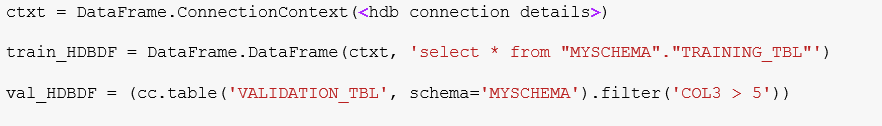 ctxt = DataFrame.ConnectionContext(<hdb connection details>)
train_HDBDF = DataFrame.DataFrame(ctxt, 'select * from "MYSCHEMA"."TRAINING_TBL"')
val_HDBDF = (cc.table('VALIDATION_TBL', schema='MYSCHEMA').filter('COL3 > 5'))